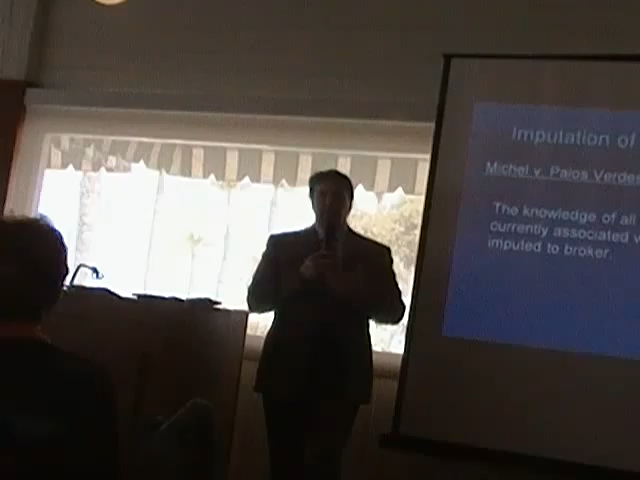 Imputation of
Michel v. Palos Verdes
The knowledge of all
currently associated
imputed to broker.